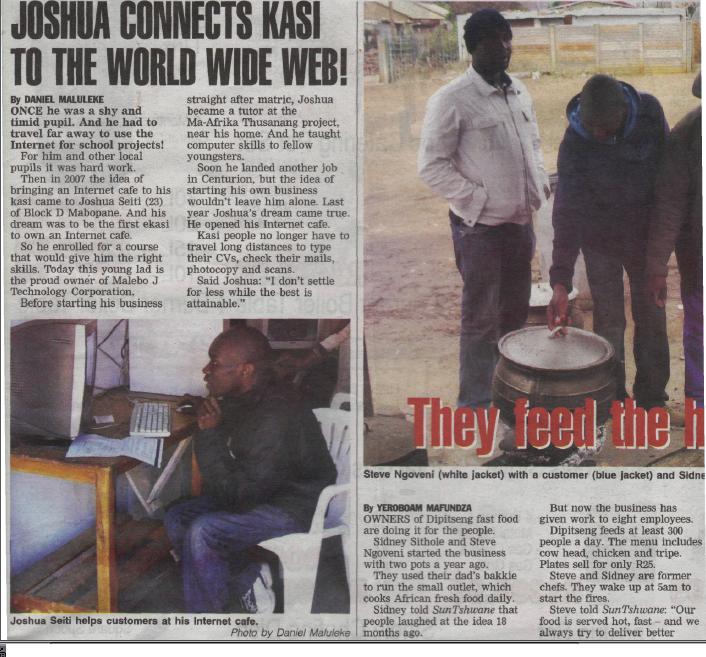 JOSHUA CONNECTS KASI
TO THE WORLD WIDE WEB!
By DANIEL MALULEKE
ONCE he was a shy and
timid pupil. And he had to
travel far away to use the
Internet for school projects!
For him and other local
pupils it was hard work.
Then in 2007 the idea of
bringing an Internet cafe to his
kasi came to Joshua Seiti (23)
of Block D Mabopane. And his
dream was to be the first ekasi
to own an Internet cafe.
So he enrolled for a course
that would give him the right
skills. Today this young lad is
the proud owner of Malebo J
Technology Corporation.
Before starting his business
straight after matric, Joshua
became a tutor at the
Ma-Afrika Thusanang project,
near his home. And he taught
computer skills to fellow
youngsters.
Soon he landed another job
in Centurion, but the idea of
starting his own business
wouldn't leave him alone. Last
year Joshua's dream came true.
He opened his Internet cafe.
Kasi people no longer have to
travel long distances to type
their CVs, check their mails,
photocopy and scans.
Said Joshua: “I don't settle
for less while the best is
attainable.”
Joshua Seiti helps customers at his Internet cafe.
Photo by Daniel Maluleke
They feed the h
Steve Ngoveni (white jacket) with a customer (blue jacket) and Sidne
By YEROBOAM MAFUNDZA
OWNERS of Dipitseng fast food
are doing it for the people.
Sidney Sithole and Steve
Ngoveni started the business
with two pots a year ago.
They used their dad's bakkie
to run the small outlet, which
cooks African fresh food daily.
Sidney told SunTshwane that
people laughed at the idea 18
months ago.
But now the business has
given work to eight employees.
Dipitseng feeds at least 300
people a day. The menu includes
cow head, chicken and tripe.
Plates sell for only R25.
Steve and Sidney are former
chefs. They wake up at 5am to
start the fires.
Steve told SunTshwane: “Our
food is served hot, fast – and we
always try to deliver better